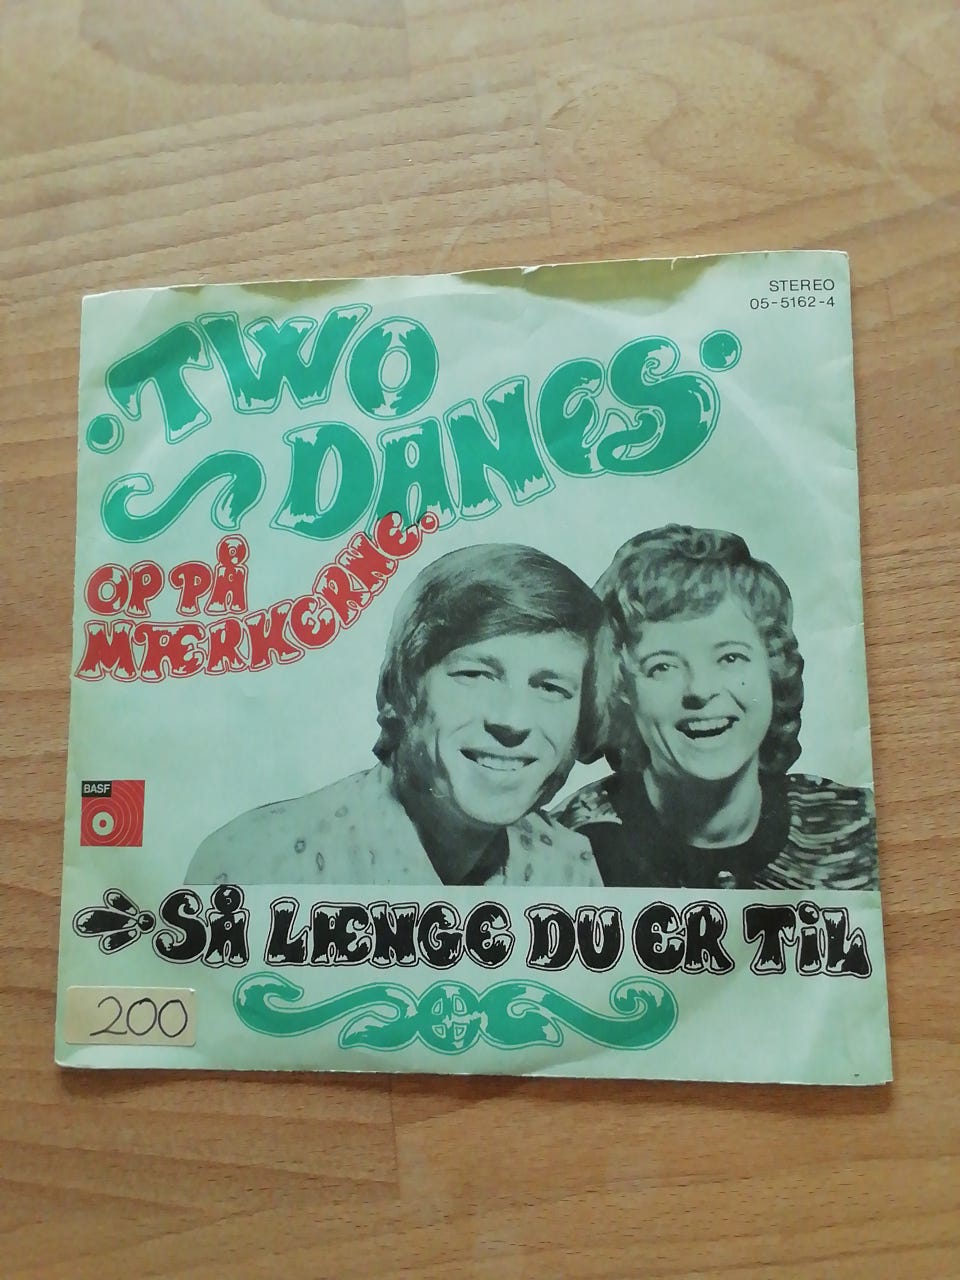 STEREO
05-5162-4
TWO
DANES
OP PÅ
MÆRKERNE.
BASF
SÅ LÆNGE DU ER TIL
200